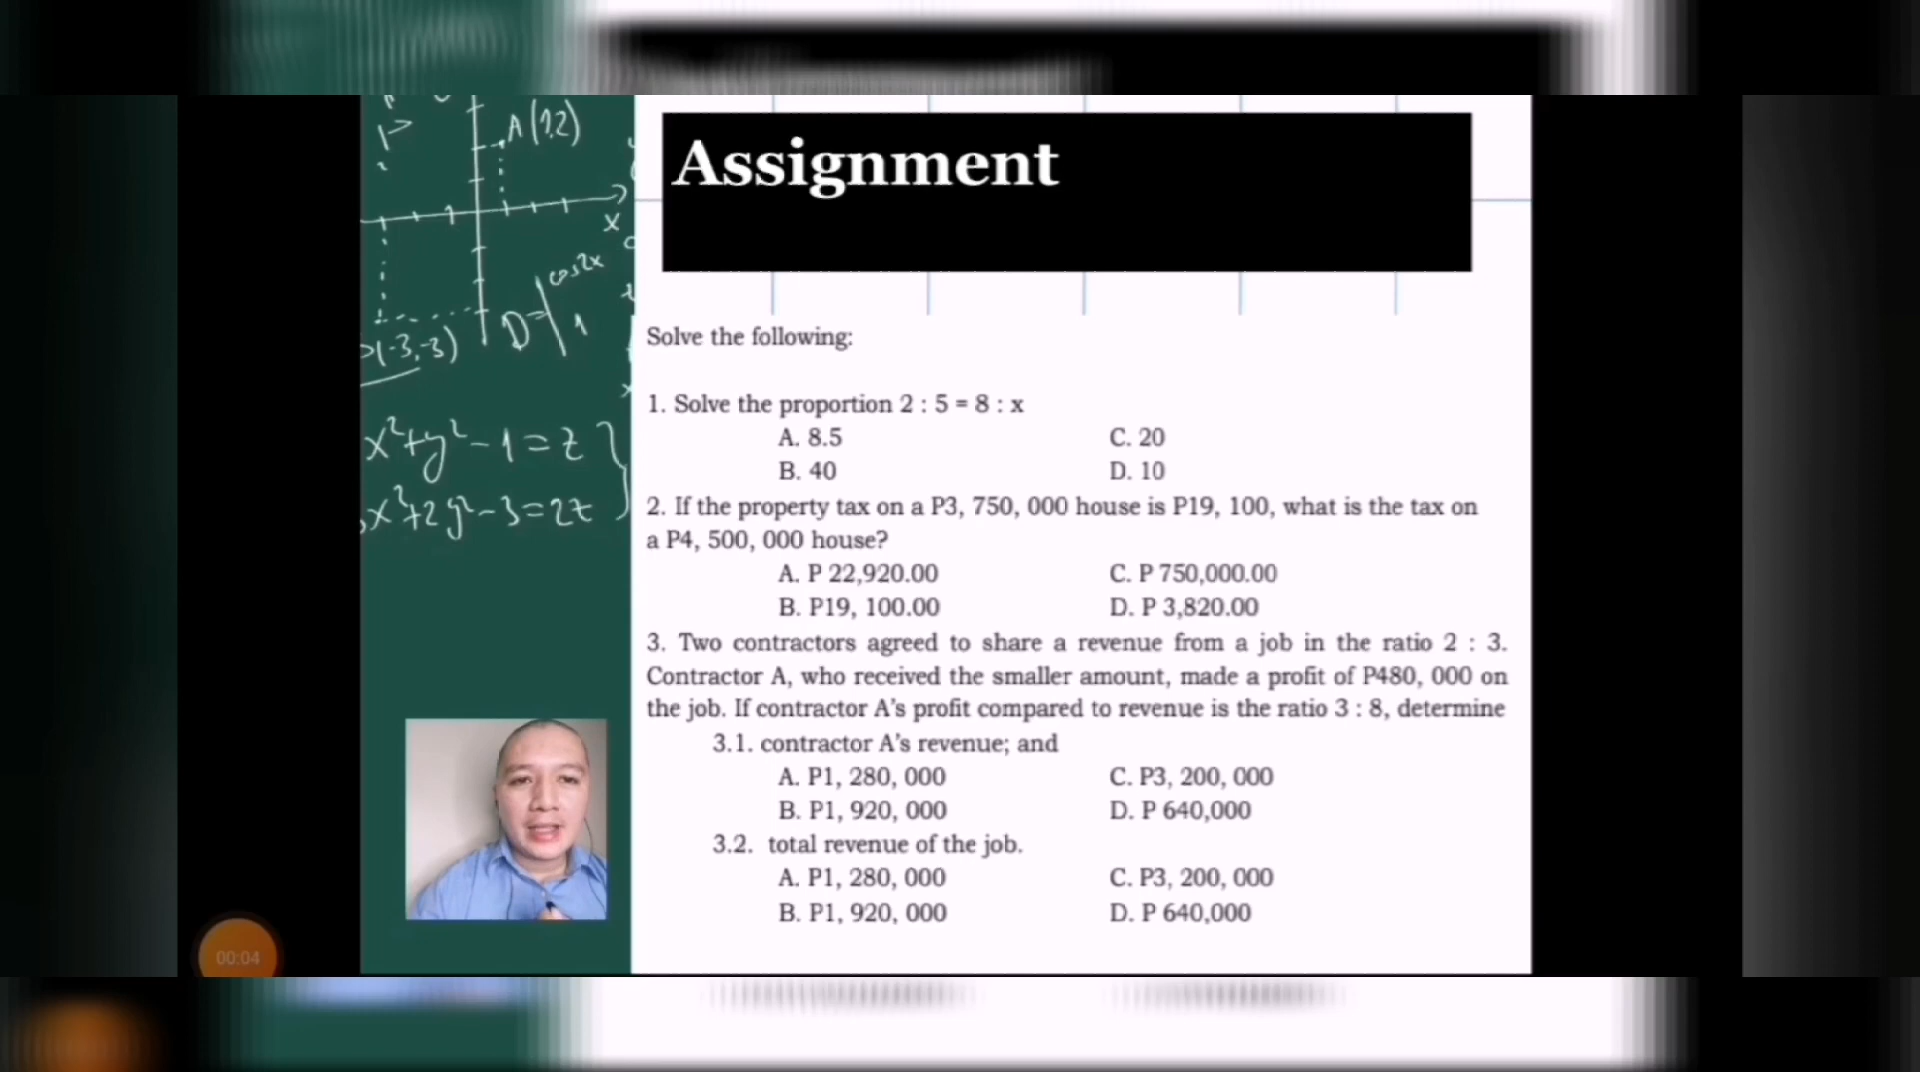 A(1,2)
x
cos2x
D=
1
(-3,-3)
x²+y²-1=z
x²+2y²-3=2z
Assignment
Solve the following:
1. Solve the proportion 2 : 5 = 8 : x
A. 8.5 C. 20
B. 40 D. 10
2. If the property tax on a P3, 750, 000 house is P19, 100, what is the tax on
a P4, 500, 000 house?
A. P 22,920.00 C. P 750,000.00
B. P19, 100.00 D. P 3,820.00
3. Two contractors agreed to share a revenue from a job in the ratio 2 : 3.
Contractor A, who received the smaller amount, made a profit of P480, 000 on
the job. If contractor A's profit compared to revenue is the ratio 3 : 8, determine
3.1. contractor A's revenue; and
A. P1, 280, 000 C. P3, 200, 000
B. P1, 920, 000 D. P 640,000
3.2. total revenue of the job.
A. P1, 280, 000 C. P3, 200, 000
B. P1, 920, 000 D. P 640,000
00:04